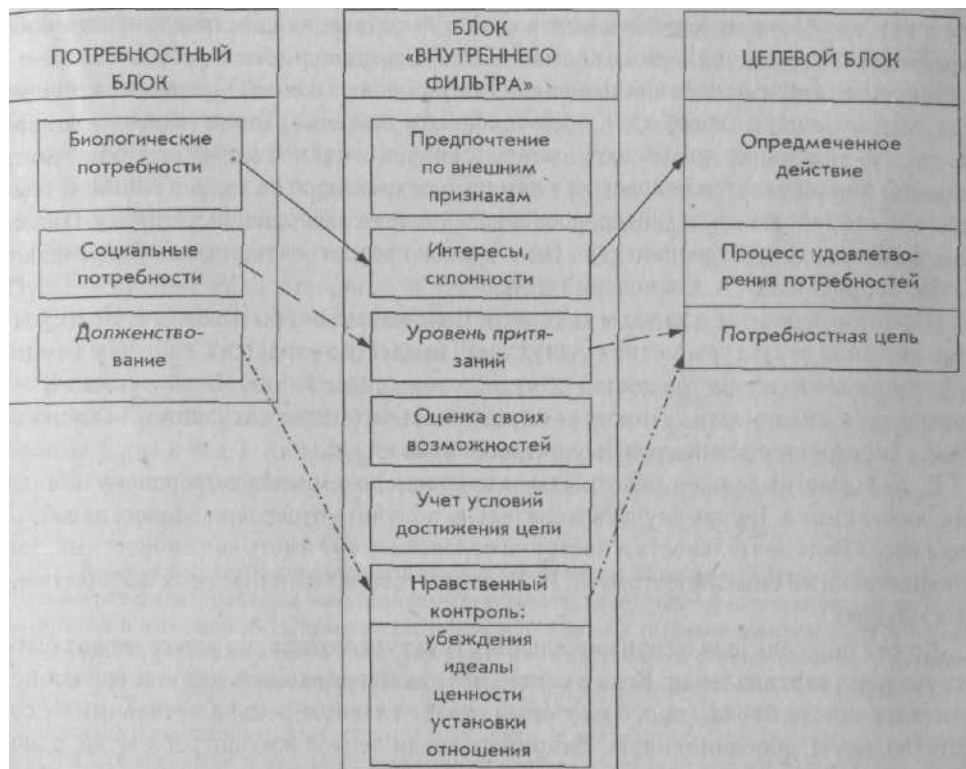 ПОТРЕБНОСТНЫЙ
БЛОК
Биологические
потребности
Социальные
потребности
Долженство-
вание
БЛОК
«ВНУТРЕННЕГО
ФИЛЬТРА»
Предпочтение
по внешним
признакам
Интересы,
склонности
Уровень притя-
заний
Оценка своих
возможностей
Учет условий
достижения цели
Нравственный
контроль:
убеждения
идеалы
ценности
установки
отношения
ЦЕЛЕВОЙ БЛОК
Опредмеченное
действие
Процесс удовлетво-
рения потребностей
Потребностная цель